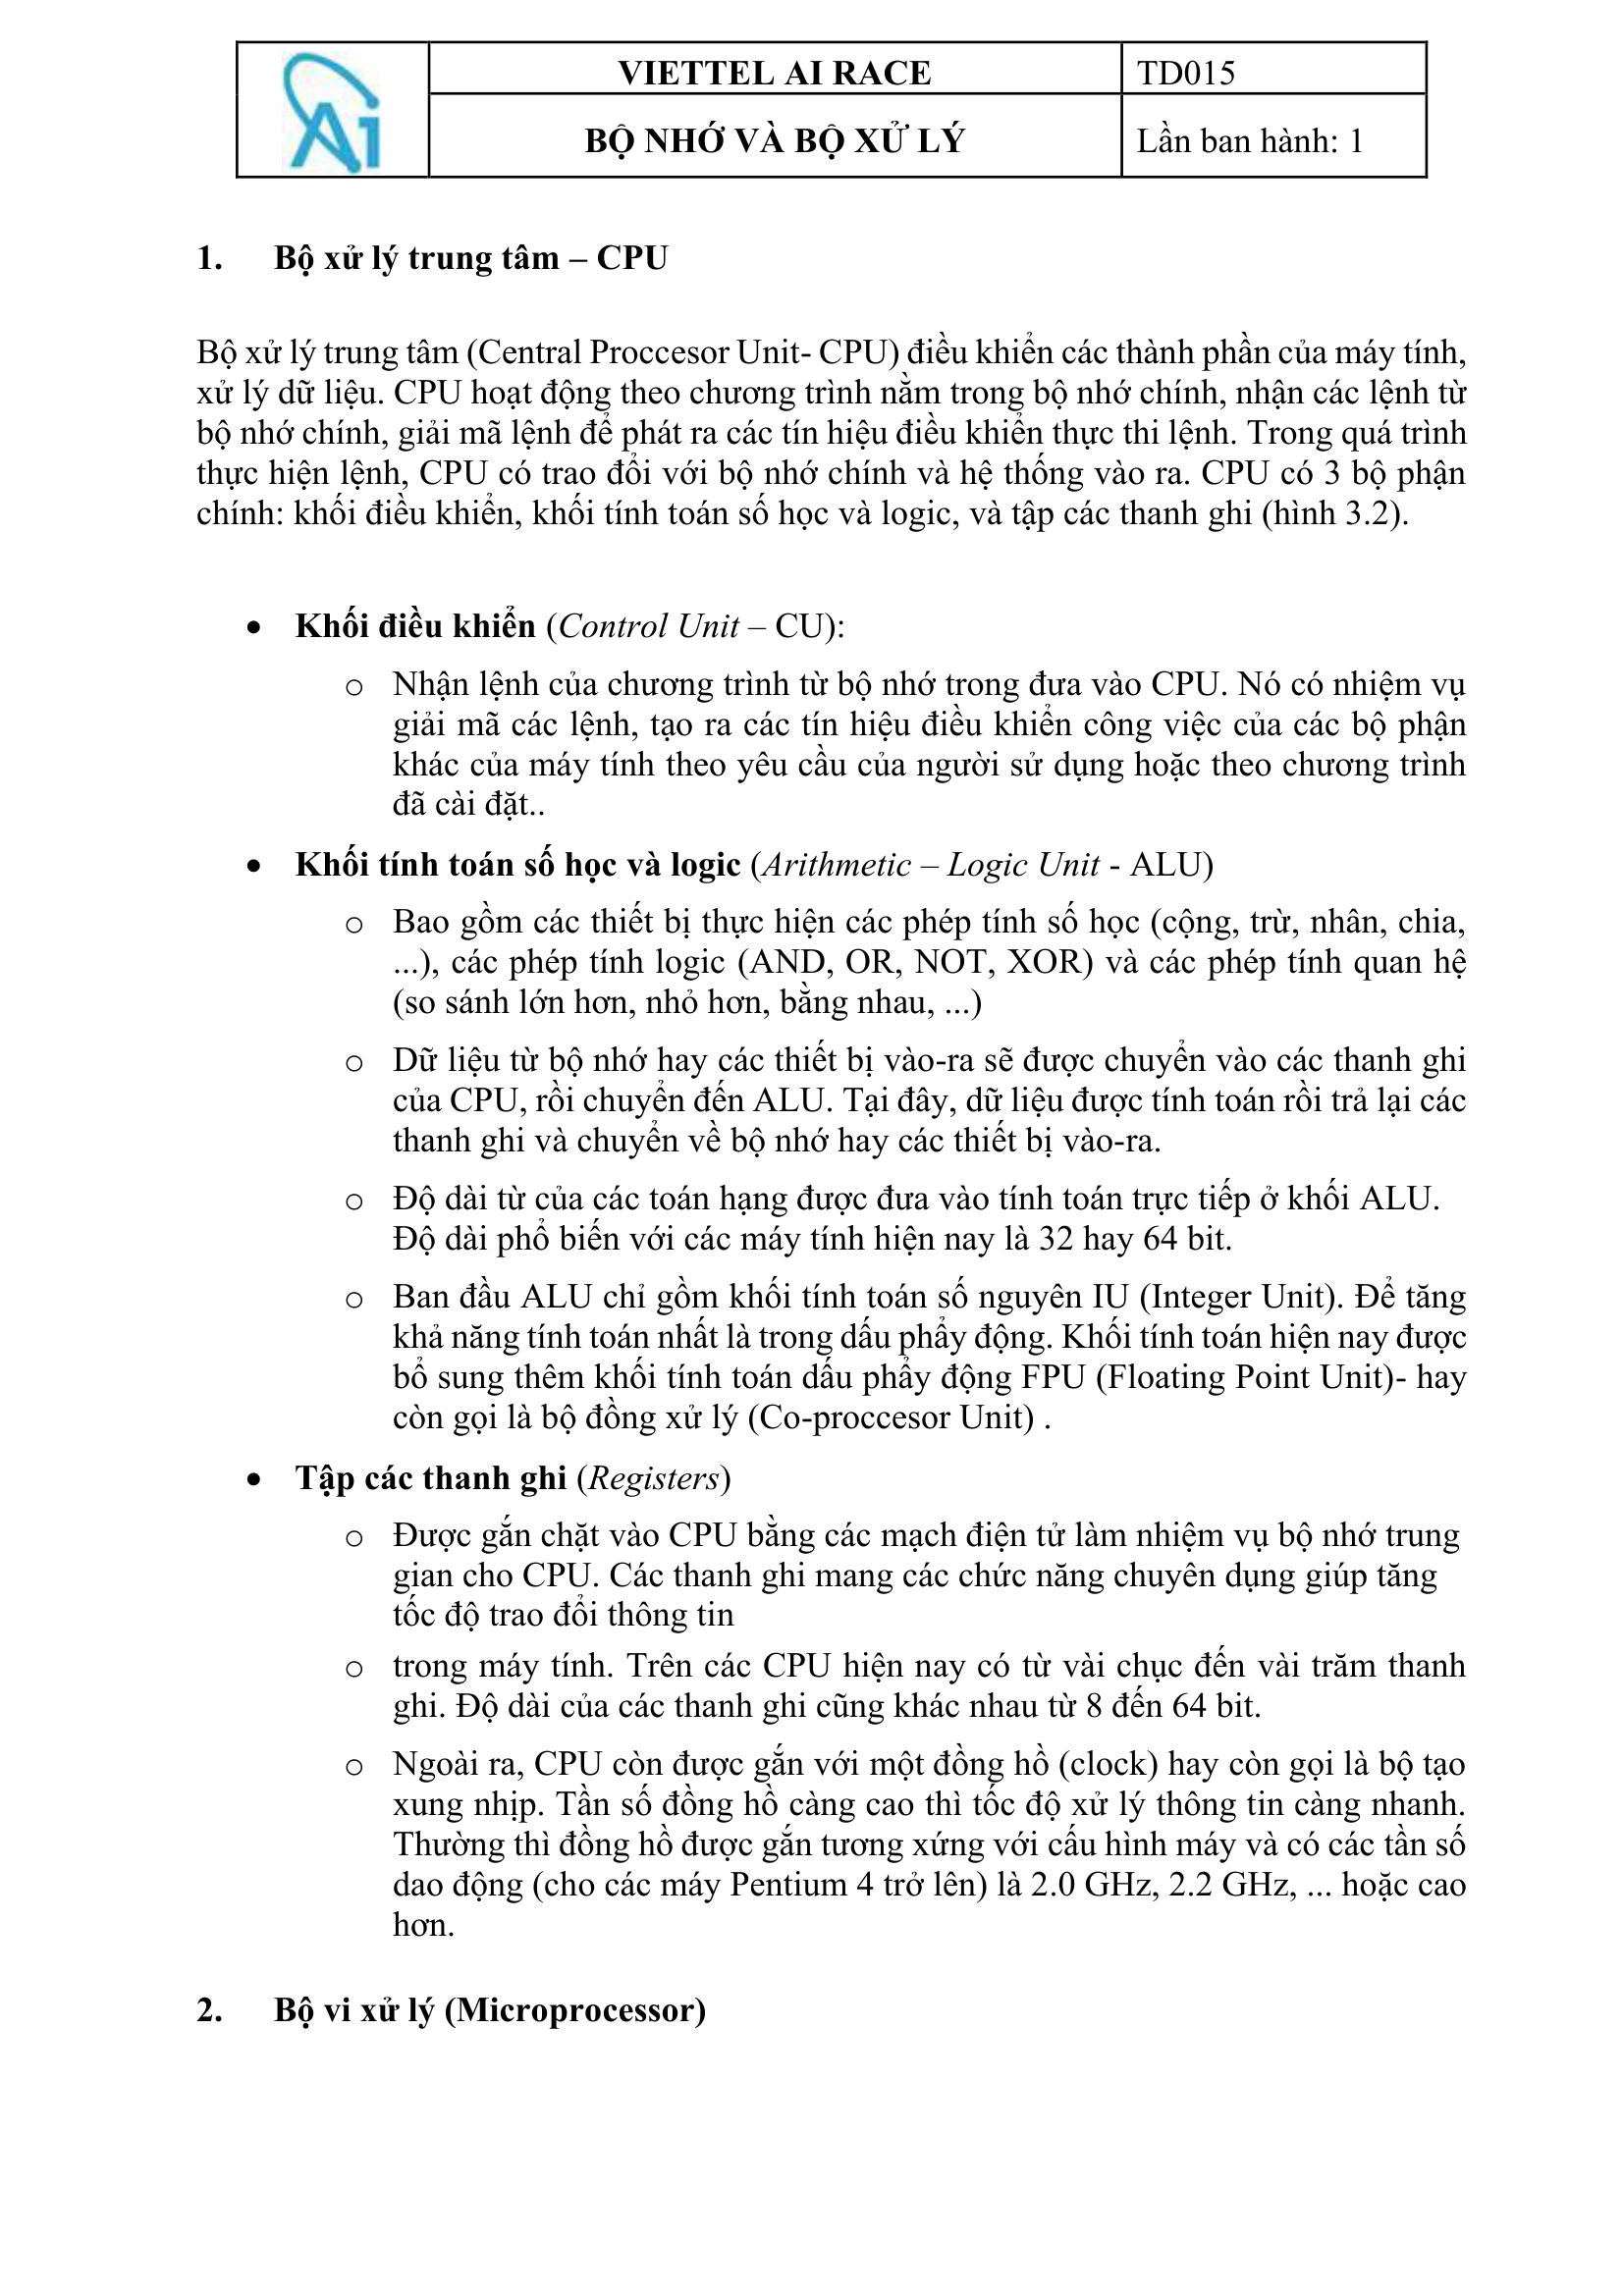 Ai
VIETTEL AI RACE
TD015
BỘ NHỚ VÀ BỘ XỬ LÝ
Lần ban hành: 1
1. Bộ xử lý trung tâm – CPU
Bộ xử lý trung tâm (Central Proccesor Unit- CPU) điều khiển các thành phần của máy tính,
xử lý dữ liệu. CPU hoạt động theo chương trình nằm trong bộ nhớ chính, nhận các lệnh từ
bộ nhớ chính, giải mã lệnh để phát ra các tín hiệu điều khiển thực thi lệnh. Trong quá trình
thực hiện lệnh, CPU có trao đổi với bộ nhớ chính và hệ thống vào ra. CPU có 3 bộ phận
chính: khối điều khiển, khối tính toán số học và logic, và tập các thanh ghi (hình 3.2).
• Khối điều khiển (Control Unit – CU):
o Nhận lệnh của chương trình từ bộ nhớ trong đưa vào CPU. Nó có nhiệm vụ
giải mã các lệnh, tạo ra các tín hiệu điều khiển công việc của các bộ phận
khác của máy tính theo yêu cầu của người sử dụng hoặc theo chương trình
đã cài đặt..
• Khối tính toán số học và logic (Arithmetic – Logic Unit - ALU)
o Bao gồm các thiết bị thực hiện các phép tính số học (cộng, trừ, nhân, chia,
...), các phép tính logic (AND, OR, NOT, XOR) và các phép tính quan hệ
(so sánh lớn hơn, nhỏ hơn, bằng nhau, ...)
o Dữ liệu từ bộ nhớ hay các thiết bị vào-ra sẽ được chuyển vào các thanh ghi
của CPU, rồi chuyển đến ALU. Tại đây, dữ liệu được tính toán rồi trả lại các
thanh ghi và chuyển về bộ nhớ hay các thiết bị vào-ra.
o Độ dài từ của các toán hạng được đưa vào tính toán trực tiếp ở khối ALU.
Độ dài phổ biến với các máy tính hiện nay là 32 hay 64 bit.
o Ban đầu ALU chỉ gồm khối tính toán số nguyên IU (Integer Unit). Để tăng
khả năng tính toán nhất là trong dấu phẩy động. Khối tính toán hiện nay được
bổ sung thêm khối tính toán dấu phẩy động FPU (Floating Point Unit)- hay
còn gọi là bộ đồng xử lý (Co-proccesor Unit) .
• Tập các thanh ghi (Registers)
o Được gắn chặt vào CPU bằng các mạch điện tử làm nhiệm vụ bộ nhớ trung
gian cho CPU. Các thanh ghi mang các chức năng chuyên dụng giúp tăng
tốc độ trao đổi thông tin
o trong máy tính. Trên các CPU hiện nay có từ vài chục đến vài trăm thanh
ghi. Độ dài của các thanh ghi cũng khác nhau từ 8 đến 64 bit.
o Ngoài ra, CPU còn được gắn với một đồng hồ (clock) hay còn gọi là bộ tạo
xung nhịp. Tần số đồng hồ càng cao thì tốc độ xử lý thông tin càng nhanh.
Thường thì đồng hồ được gắn tương xứng với cấu hình máy và có các tần số
dao động (cho các máy Pentium 4 trở lên) là 2.0 GHz, 2.2 GHz, ... hoặc cao
hơn.
2. Bộ vi xử lý (Microprocessor)